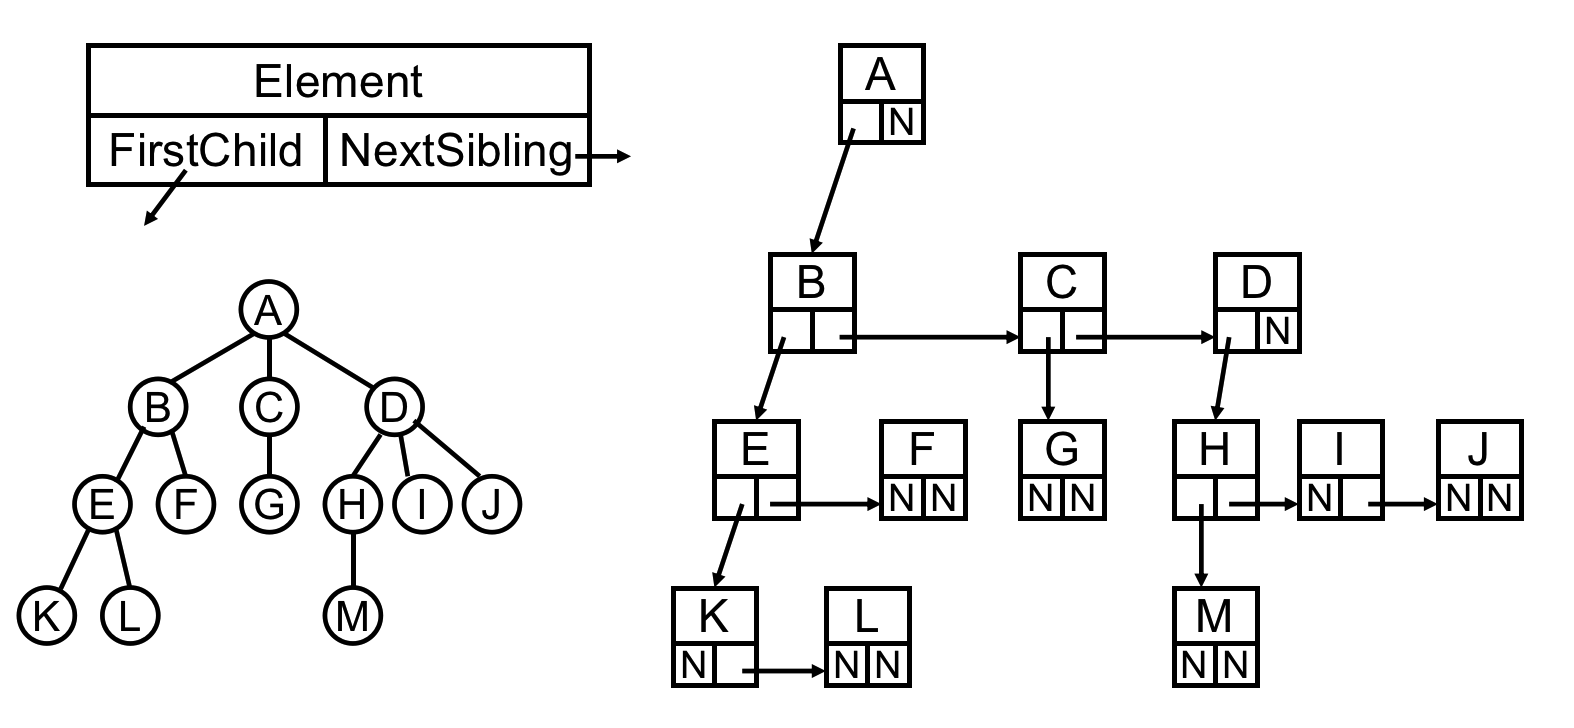 Element
FirstChild NextSibling
A
B C D
E F G H I J
K L M
A
N
B C D
N
E F G H I J
N N N N N N N
K L M
N N N N N